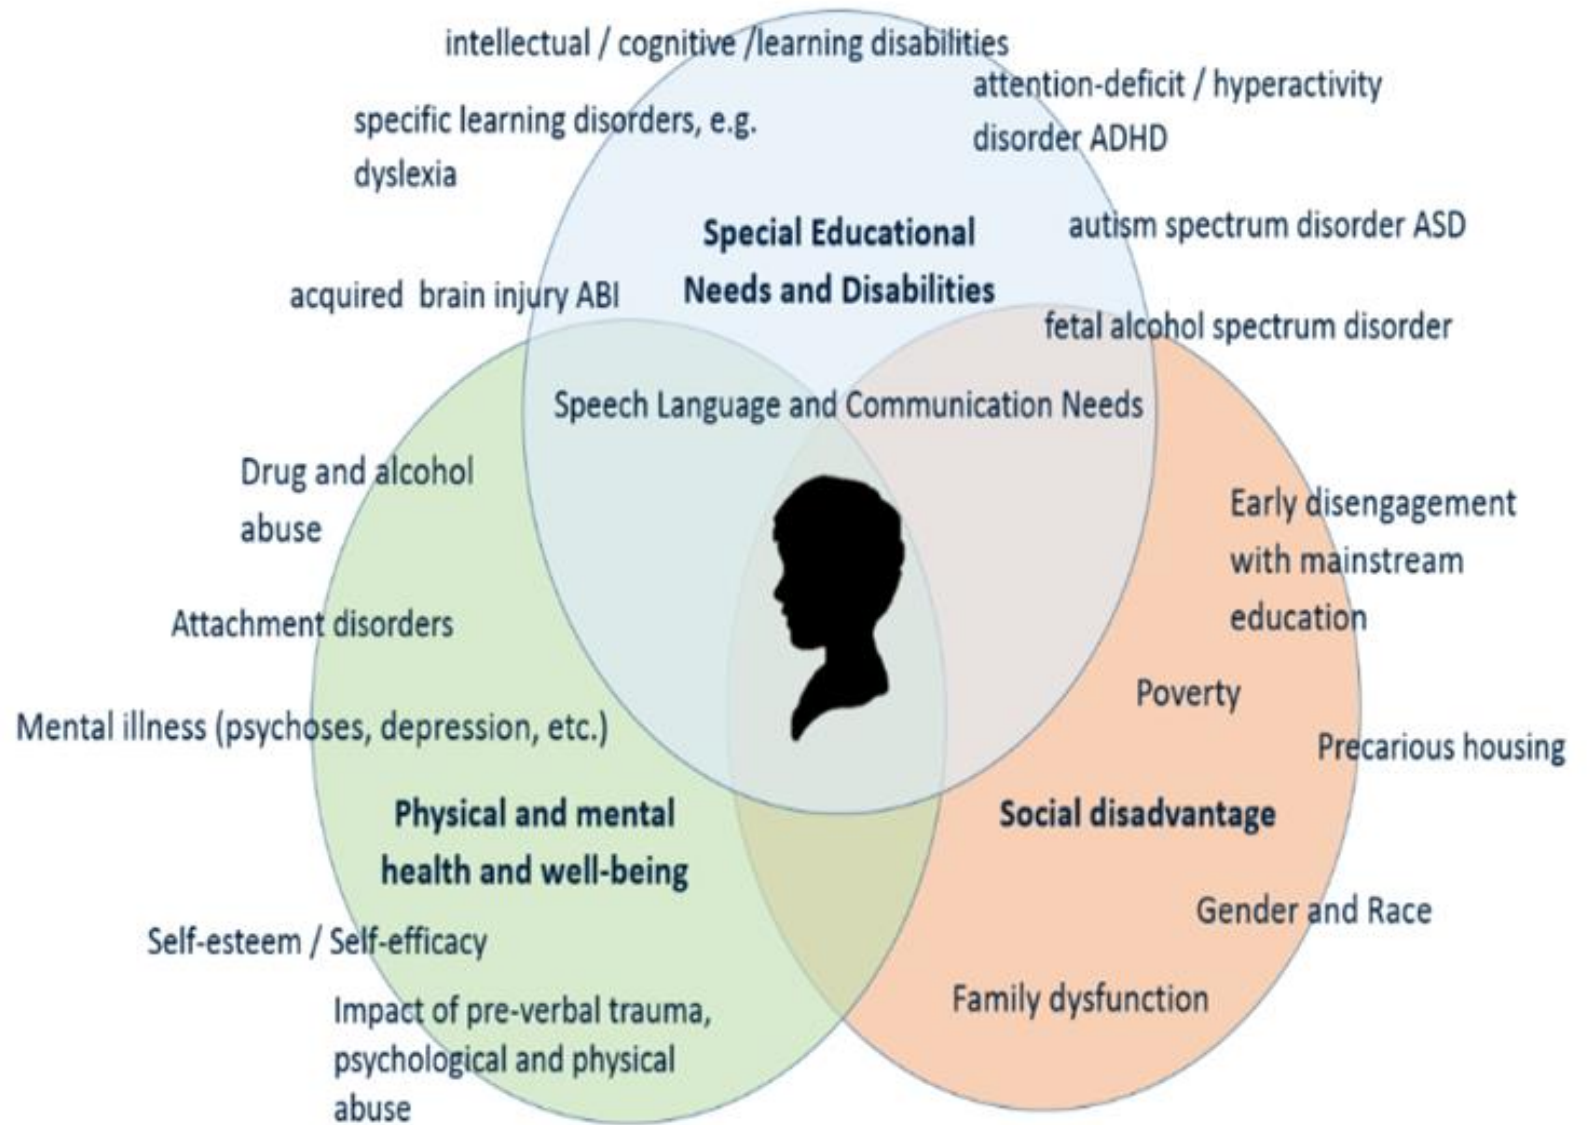 intellectual / cognitive /learning disabilities
attention-deficit / hyperactivity
disorder ADHD
specific learning disorders, e.g.
dyslexia
Special Educational
Needs and Disabilities
autism spectrum disorder ASD
acquired  brain injury ABI
fetal alcohol spectrum disorder
Speech Language and Communication Needs
Drug and alcohol
abuse
Early disengagement
with mainstream
education
Attachment disorders
Poverty
Mental illness (psychoses, depression, etc.)
Precarious housing
Physical and mental
health and well-being
Social disadvantage
Gender and Race
Self-esteem / Self-efficacy
Family dysfunction
Impact of pre-verbal trauma,
psychological and physical
abuse